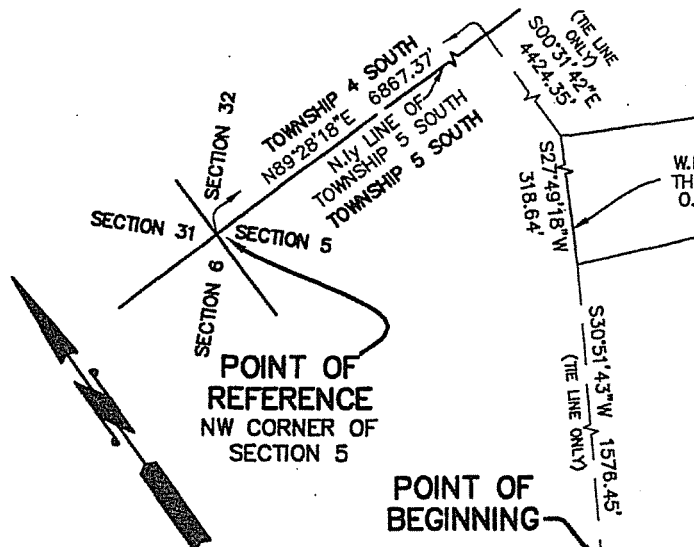 TOWNSHIP 4 SOUTH
N89°28'18"E 6867.37'
N.ly LINE OF
TOWNSHIP 5 SOUTH
TOWNSHIP 5 SOUTH
(TIE LINE
ONLY)
S00°31'42"E
4424.35'
SECTION 32
SECTION 31
SECTION 5
SECTION 6
S27°49'18"W
318.64'
W.
TH
O.
POINT OF
REFERENCE
NW CORNER OF
SECTION 5
S30°51'43"W 1578.45'
(TIE LINE ONLY)
POINT OF
BEGINNING